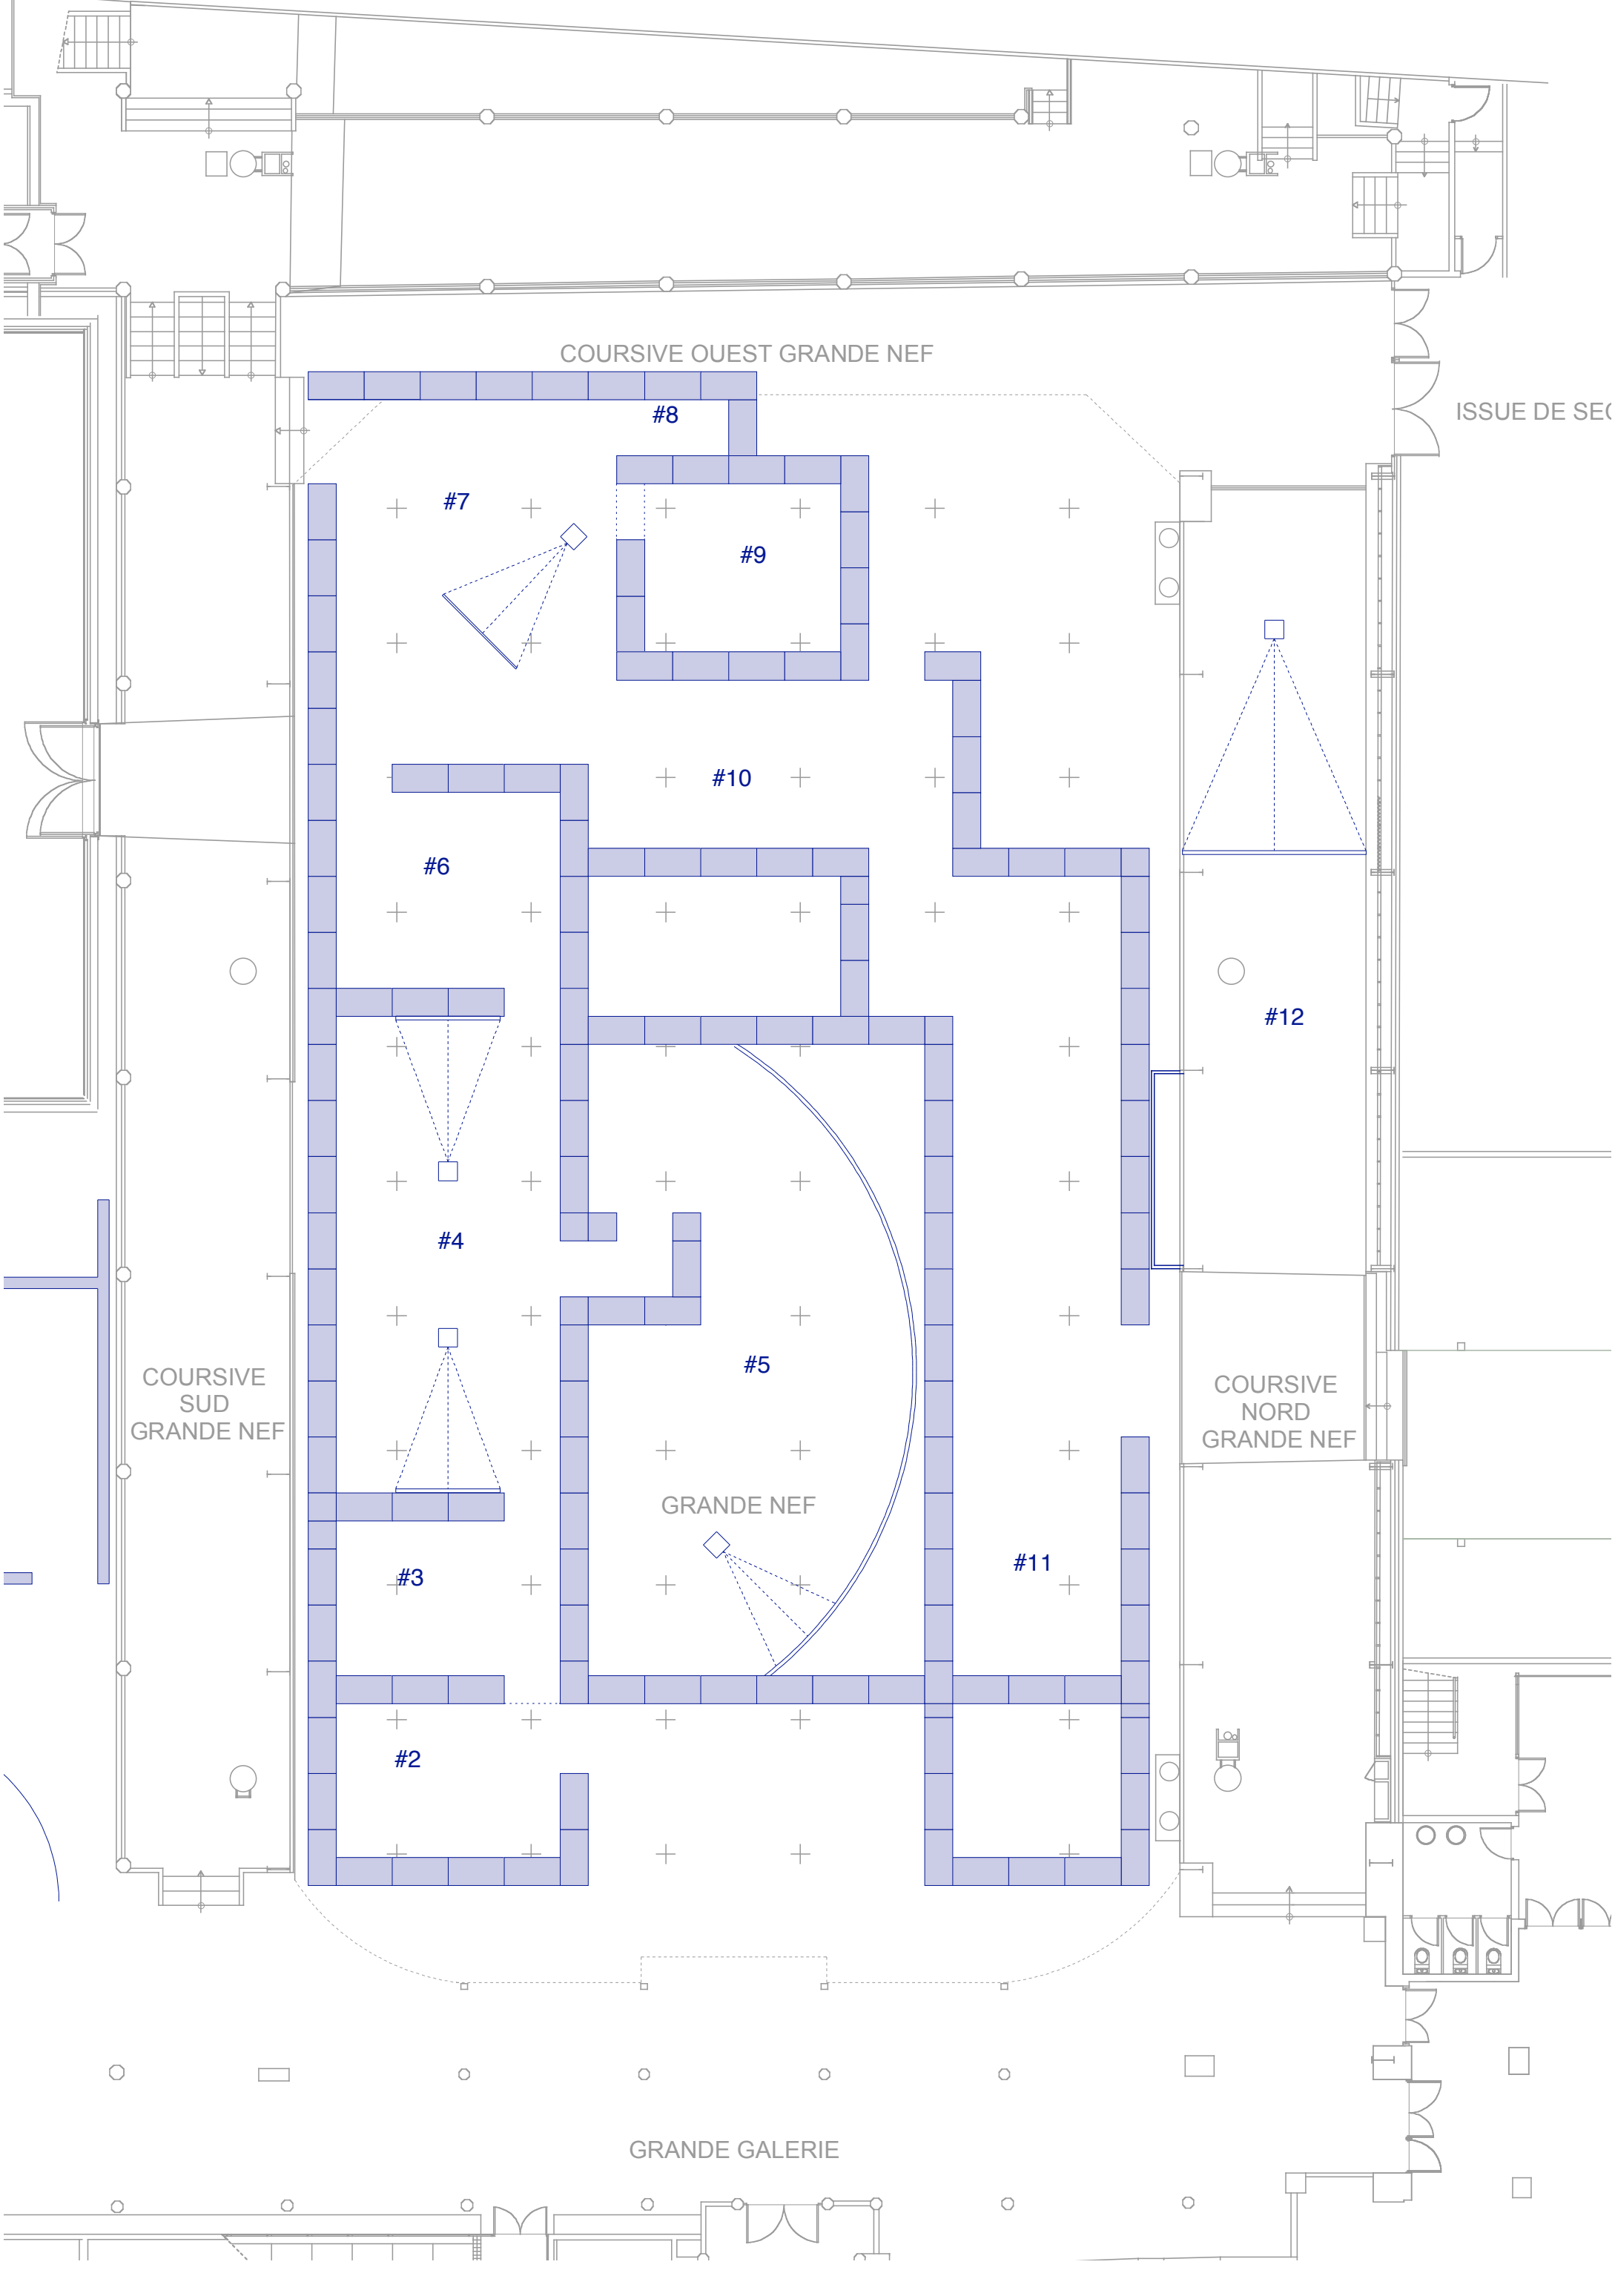 COURSIVE OUEST GRANDE NEF
ISSUE DE SEC
#8
#7
#9
#10
#6
#12
#4
#5
COURSIVE
SUD
GRANDE NEF
COURSIVE
NORD
GRANDE NEF
GRANDE NEF
#11
#3
#2
GRANDE GALERIE